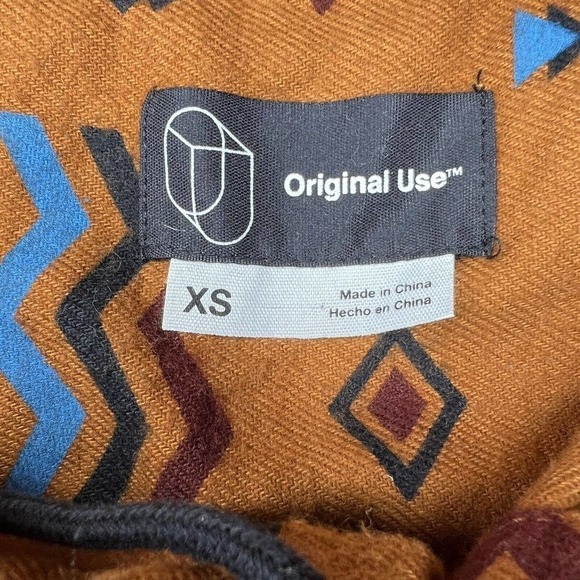 Original Use™
XS
Made in China
Hecho en China